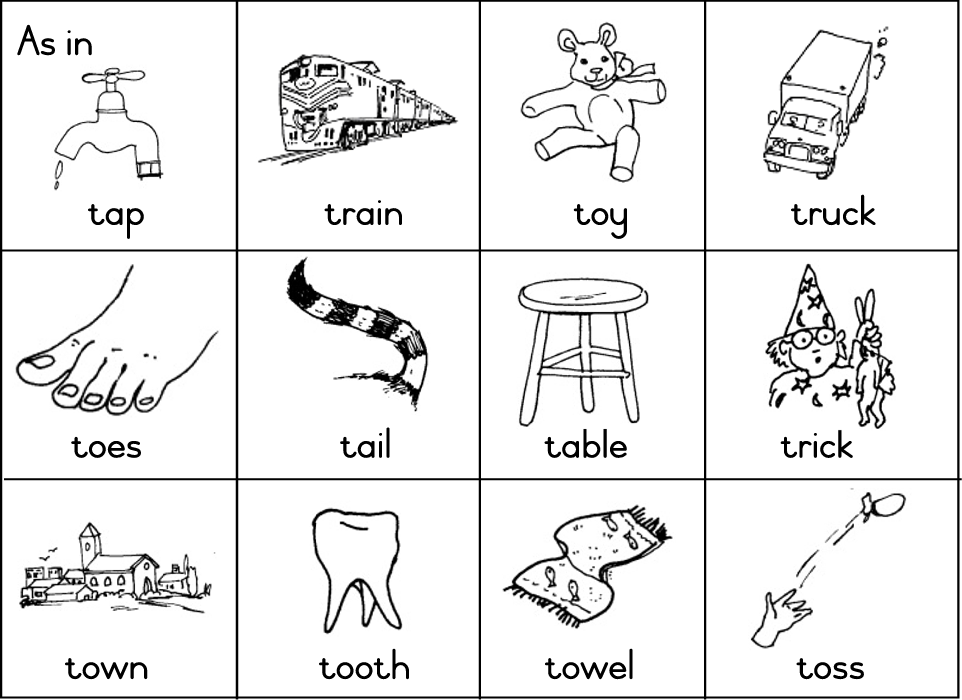 As in
tap
train
toy
truck
toes
tail
table
trick
town
tooth
towel
toss